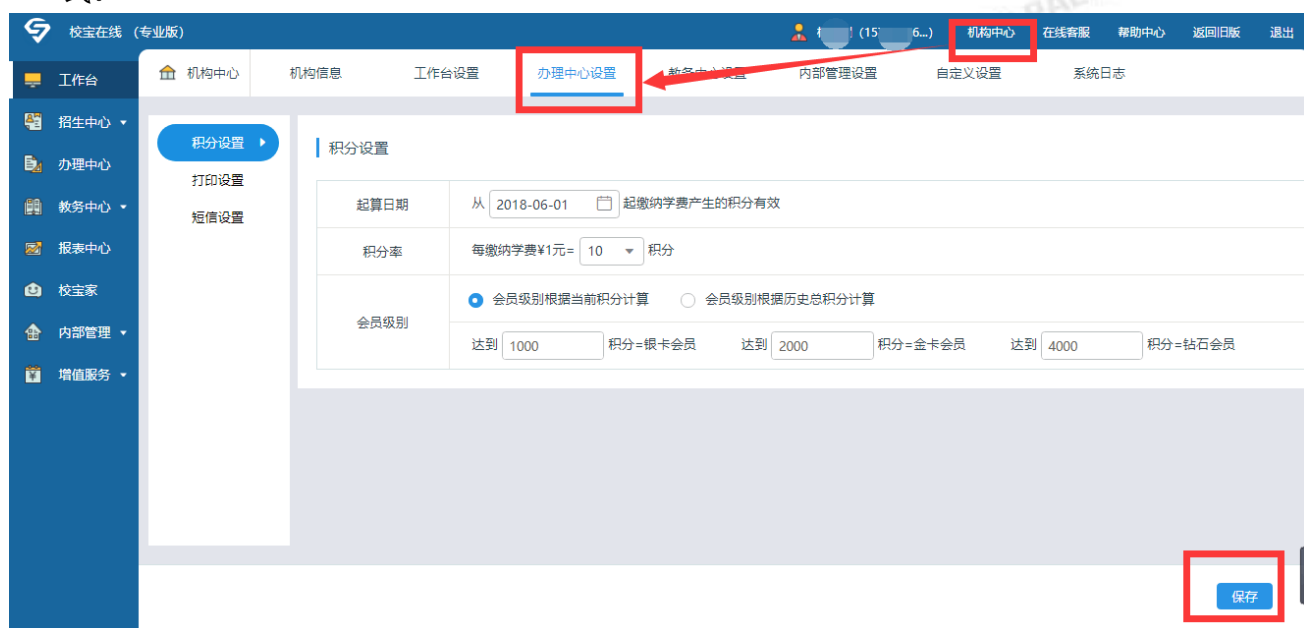 校宝在线 (专业版)
(15 6...) 机构中心 在线客服 帮助中心 返回旧版 退出
工作台
招生中心
办理中心
教务中心
报表中心
校宝家
内部管理
增值服务
机构中心 机构信息 工作台设置 办理中心设置 教务中心设置 内部管理设置 自定义设置 系统日志
积分设置
打印设置
短信设置
积分设置
起算日期 从 2018-06-01 起缴纳学费产生的积分有效
积分率 每缴纳学费¥1元= 10 积分
会员级别
会员级别根据当前积分计算 会员级别根据历史总积分计算
达到 1000 积分=银卡会员 达到 2000 积分=金卡会员 达到 4000 积分=钻石会员
保存